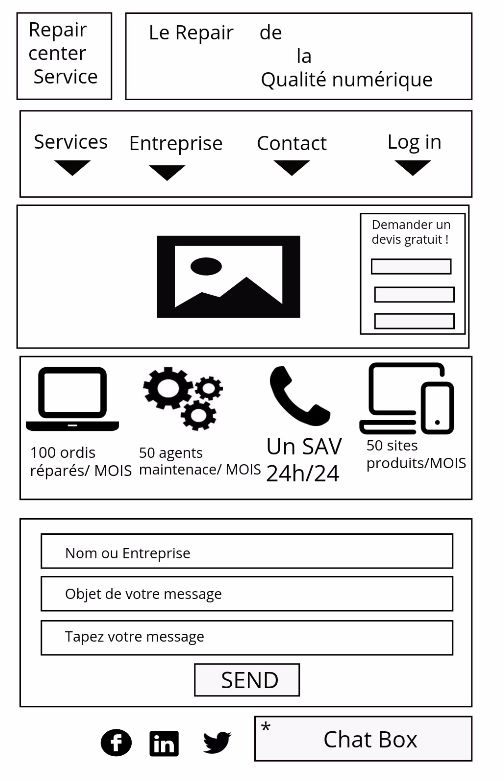 Repair
center
Service
Le Repair de
la
Qualité numérique
Services Entreprise Contact Log in
Demander un
devis gratuit !
100 ordis
réparés/ MOIS
50 agents
maintenace/ MOIS
Un SAV
24h/24
50 sites
produits/MOIS
Nom ou Entreprise
Objet de votre message
Tapez votre message
SEND
f in
* Chat Box